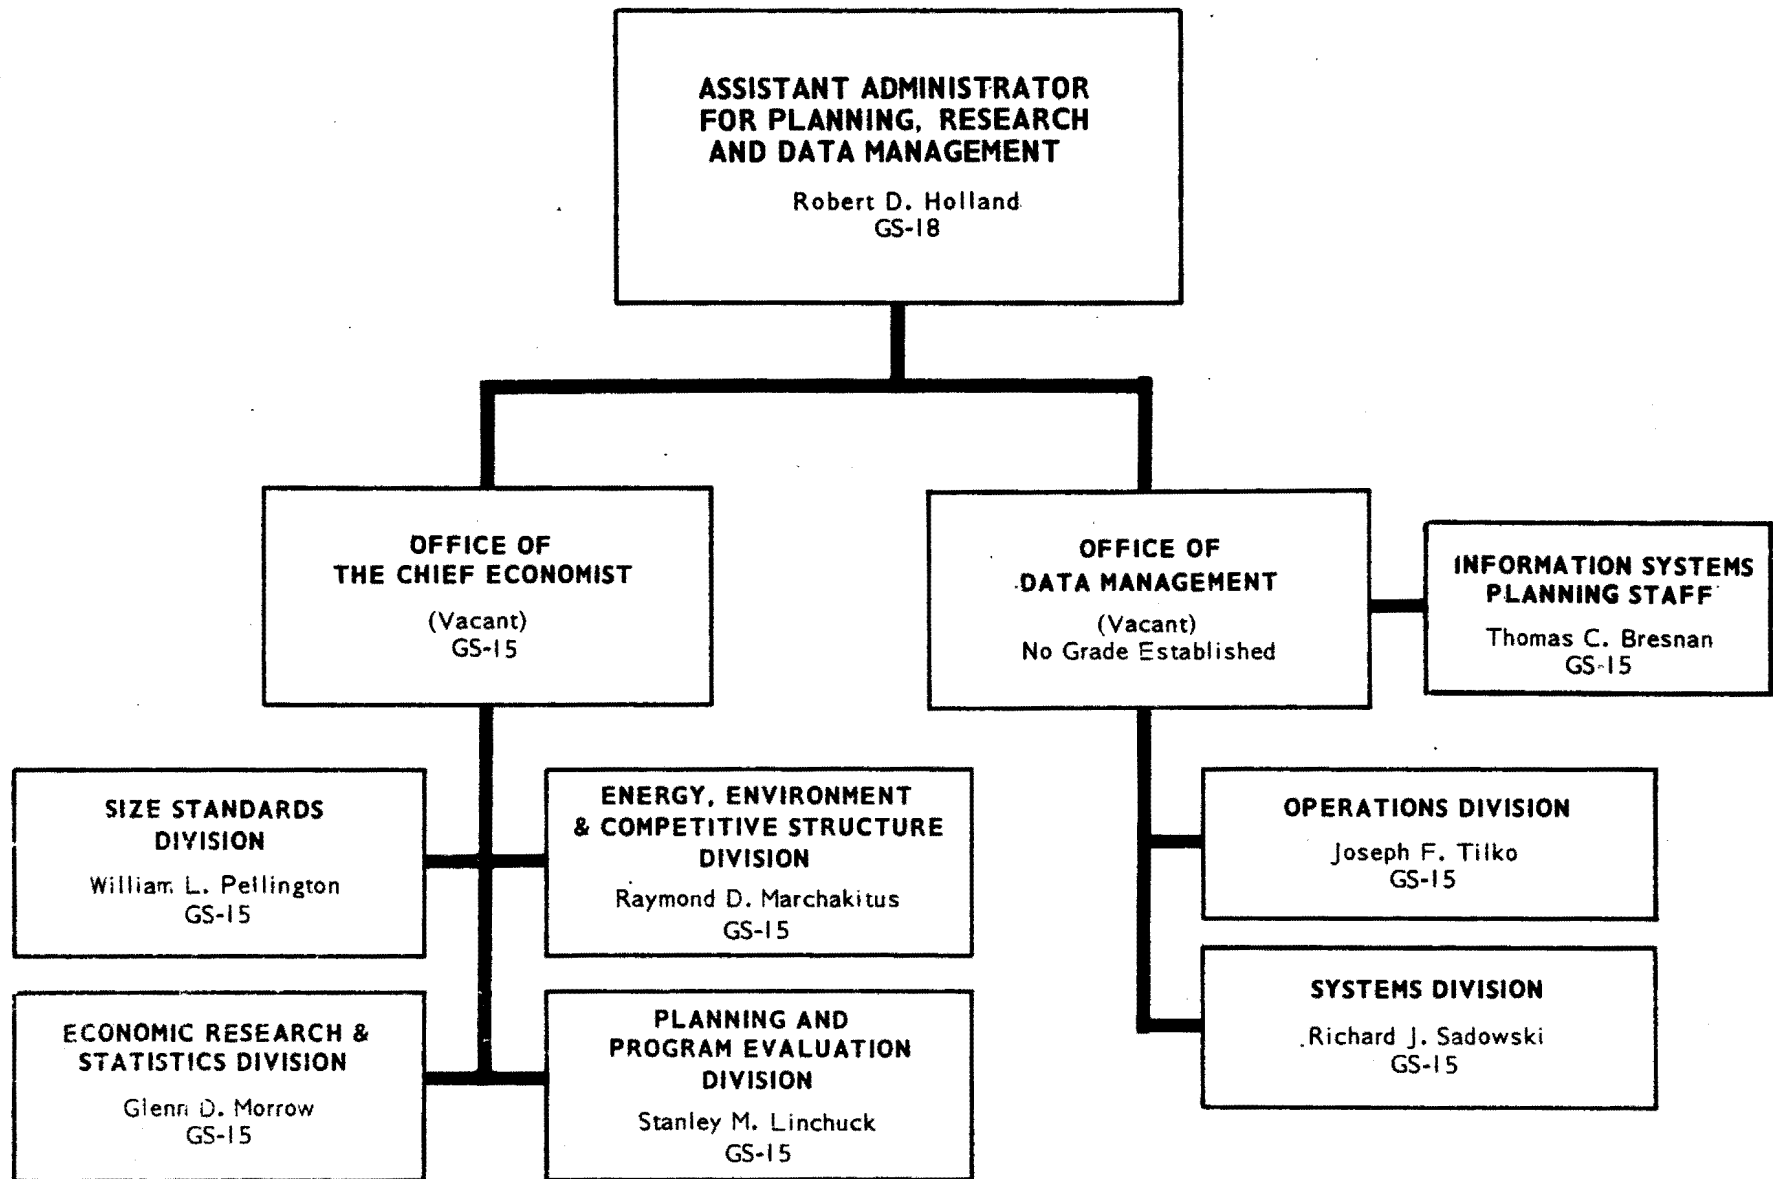 ASSISTANT ADMINISTRATOR
FOR PLANNING, RESEARCH
AND DATA MANAGEMENT
Robert D. Holland
GS-18
OFFICE OF
THE CHIEF ECONOMIST
(Vacant)
GS-15
OFFICE OF
DATA MANAGEMENT
(Vacant)
No Grade Established
INFORMATION SYSTEMS
PLANNING STAFF
Thomas C. Bresnan
GS-15
SIZE STANDARDS
DIVISION
William L. Pellington
GS-15
ENERGY, ENVIRONMENT
& COMPETITIVE STRUCTURE
DIVISION
Raymond D. Marchakitus
GS-15
OPERATIONS DIVISION
Joseph F. Tilko
GS-15
ECONOMIC RESEARCH &
STATISTICS DIVISION
Glenn D. Morrow
GS-15
PLANNING AND
PROGRAM EVALUATION
DIVISION
Stanley M. Linchuck
GS-15
SYSTEMS DIVISION
Richard J. Sadowski
GS-15